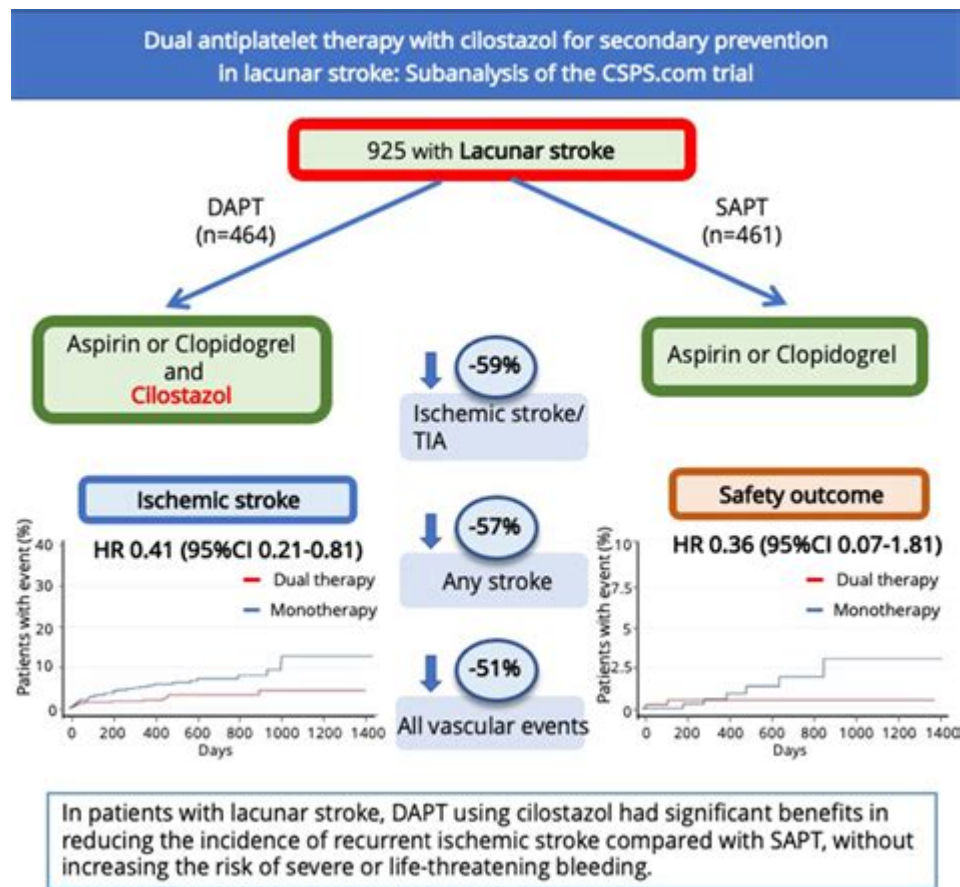 Dual antiplatelet therapy with cilostazol for secondary prevention
in lacunar stroke: Subanalysis of the CSPS.com trial
925 with Lacunar stroke
DAPT
(n=464)
SAPT
(n=461)
Aspirin or Clopidogrel
and
Cilostazol
Aspirin or Clopidogrel
-59%
Ischemic stroke/
TIA
-57%
Any stroke
-51%
All vascular events
Ischemic stroke
HR 0.41 (95%CI 0.21-0.81)
Dual therapy
Monotherapy
Patients with event (%)
40
30
20
10
0
0 200 400 600 800 1000 1200 1400
Days
Safety outcome
HR 0.36 (95%CI 0.07-1.81)
Dual therapy
Monotherapy
Patients with event (%)
10
7.5
5
2.5
0
0 200 400 600 800 1000 1200 1400
Days
In patients with lacunar stroke, DAPT using cilostazol had significant benefits in
reducing the incidence of recurrent ischemic stroke compared with SAPT, without
increasing the risk of severe or life-threatening bleeding.